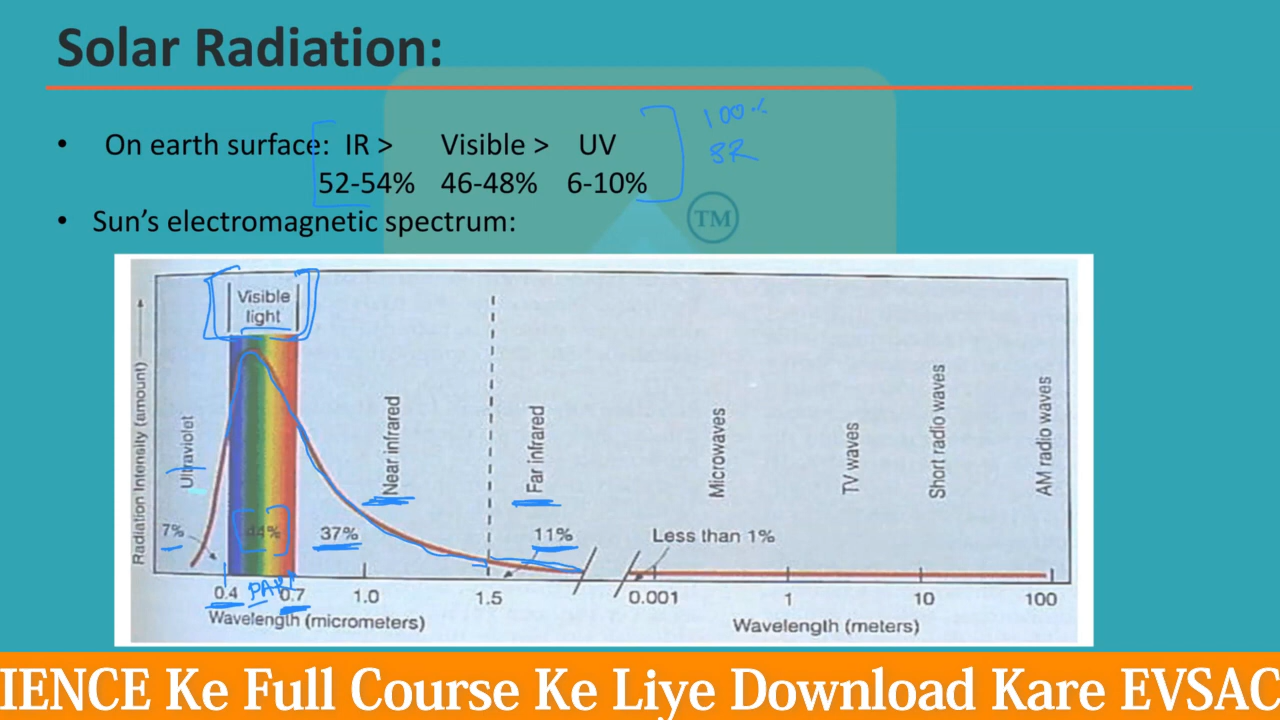 Solar Radiation:
• On earth surface: IR > Visible > UV
100%
SR
52-54% 46-48% 6-10%
TM
• Sun's electromagnetic spectrum:
Visible
light
Radiation Intensity (amount)
Ultraviolet
Near infrared
Far infrared
Microwaves
TV waves
Short radio waves
AM radio waves
7% 44% 37% 11% Less than 1%
0.4 PAR 0.7 1.0 1.5 0.001 1 10 100
Wavelength (micrometers) Wavelength (meters)
IENCE Ke Full Course Ke Liye Download Kare EVSAC